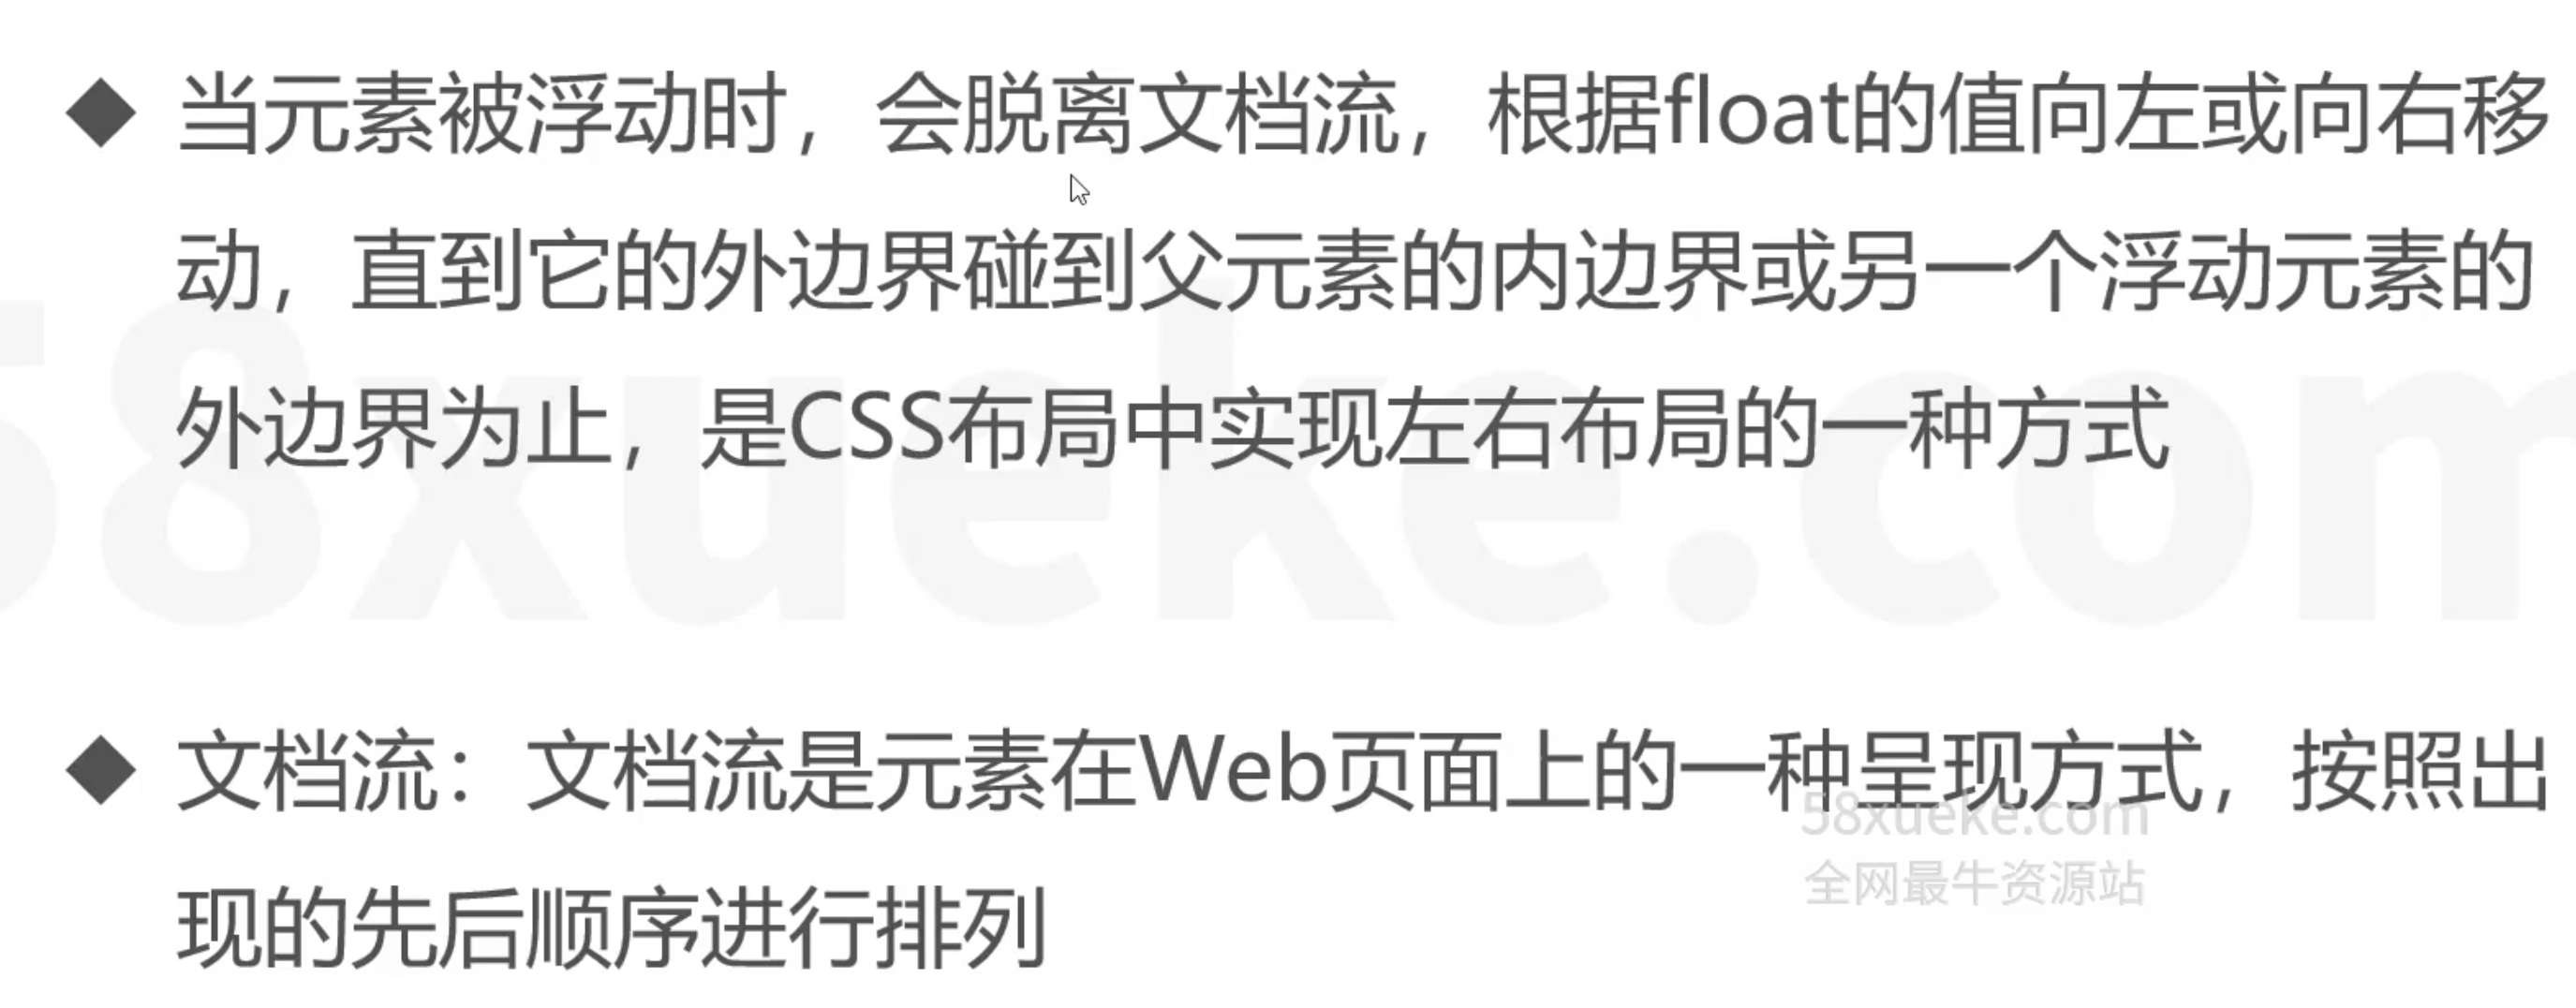 ◆ 当元素被浮动时，会脱离文档流，根据float的值向左或向右移
动，直到它的外边界碰到父元素的内边界或另一个浮动元素的
外边界为止，是CSS布局中实现左右布局的一种方式
58xueke.com
◆ 文档流：文档流是元素在Web页面上的一种呈现方式，按照出
58xueke.com
全网最牛资源站
现的先后顺序进行排列